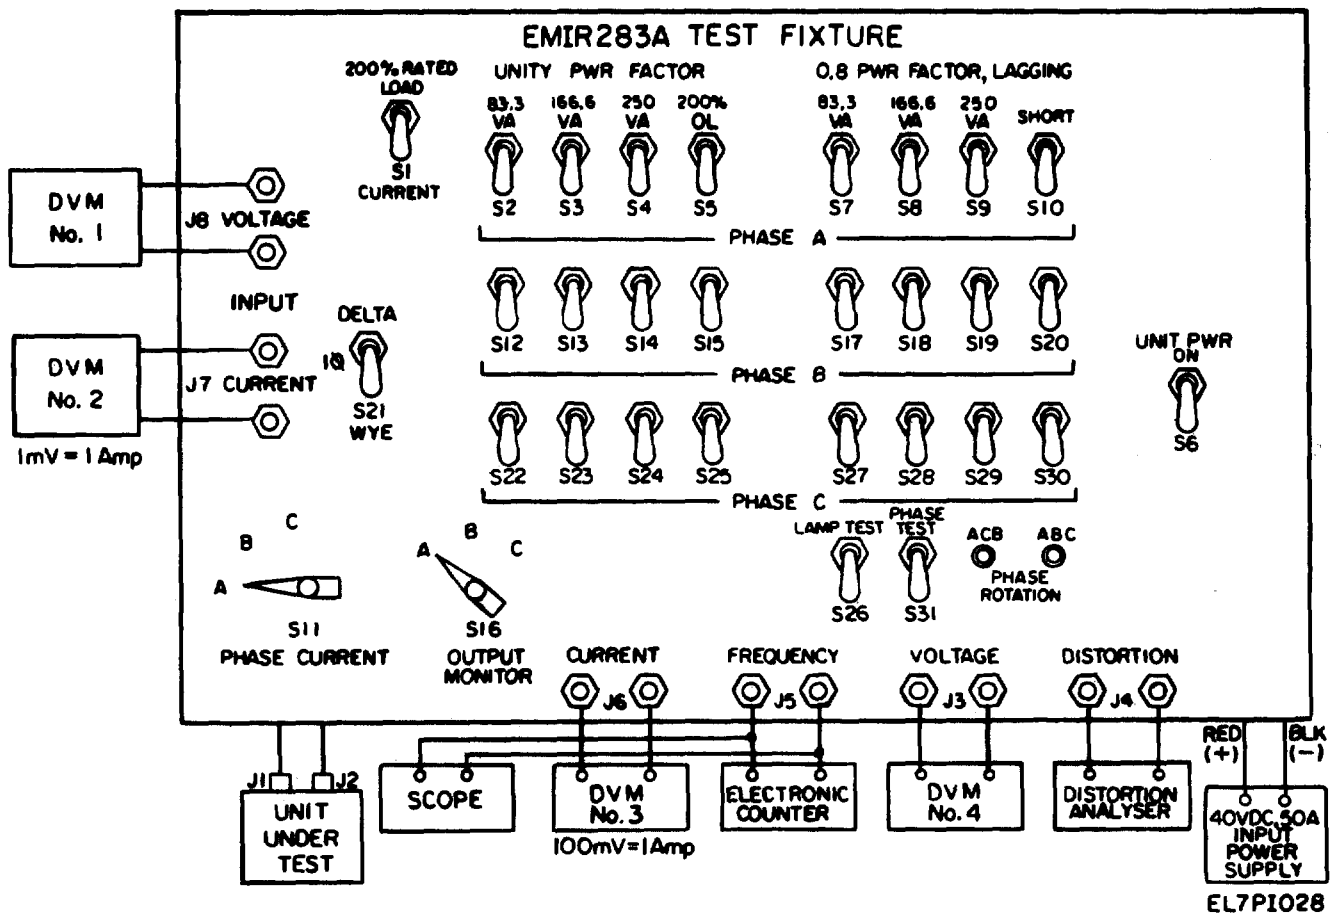 EMIR283A TEST FIXTURE
200% RATED
LOAD
S1
CURRENT
UNITY PWR FACTOR
0.8 PWR FACTOR, LAGGING
83.3 VA
166.6 VA
250 VA
200% OL
83.3 VA
166.6 VA
250 VA
SHORT
S2 S3 S4 S5 S7 S8 S9 S10
PHASE A
DVM
No. 1
J8 VOLTAGE
INPUT
DVM
No. 2
J7 CURRENT
1mV = 1 Amp
DELTA
1Ø
S21
WYE
S12 S13 S14 S15 S17 S18 S19 S20
PHASE B
UNIT PWR
ON
S6
S22 S23 S24 S25 S27 S28 S29 S30
PHASE C
A B C
S11
PHASE CURRENT
A B C
S16
OUTPUT
MONITOR
LAMP TEST
S26
PHASE
TEST
S31
ACB ABC
PHASE
ROTATION
CURRENT
J6
FREQUENCY
J5
VOLTAGE
J3
DISTORTION
J4
RED
(+)
BLK
(-)
J1 J2
UNIT
UNDER
TEST
SCOPE
DVM
No. 3
100mV=1Amp
ELECTRONIC
COUNTER
DVM
No. 4
DISTORTION
ANALYSER
40VDC, 50A
INPUT
POWER
SUPPLY
EL7PI028